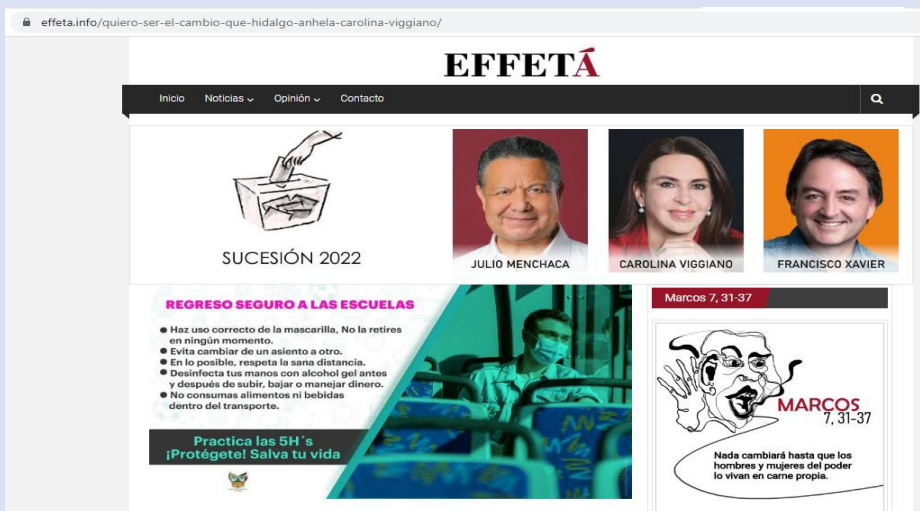 effeta.info/quiero-ser-el-cambio-que-hidalgo-anhela-carolina-viggiano/
EFFETÁ
Inicio Noticias Opinión Contacto
SUCESIÓN 2022
JULIO MENCHACA
CAROLINA VIGGIANO
FRANCISCO XAVIER
REGRESO SEGURO A LAS ESCUELAS
Haz uso correcto de la mascarilla, No la retires
en ningún momento.
Evita cambiar de un asiento a otro.
En lo posible, respeta la sana distancia.
Desinfecta tus manos con alcohol gel antes
y después de subir, bajar o manejar dinero.
No consumas alimentos ni bebidas
dentro del transporte.
Practica las 5H´s
¡Protégete! Salva tu vida
Marcos 7, 31-37
MARCOS
7, 31-37
Nada cambiará hasta que los
hombres y mujeres del poder
lo vivan en carne propia.